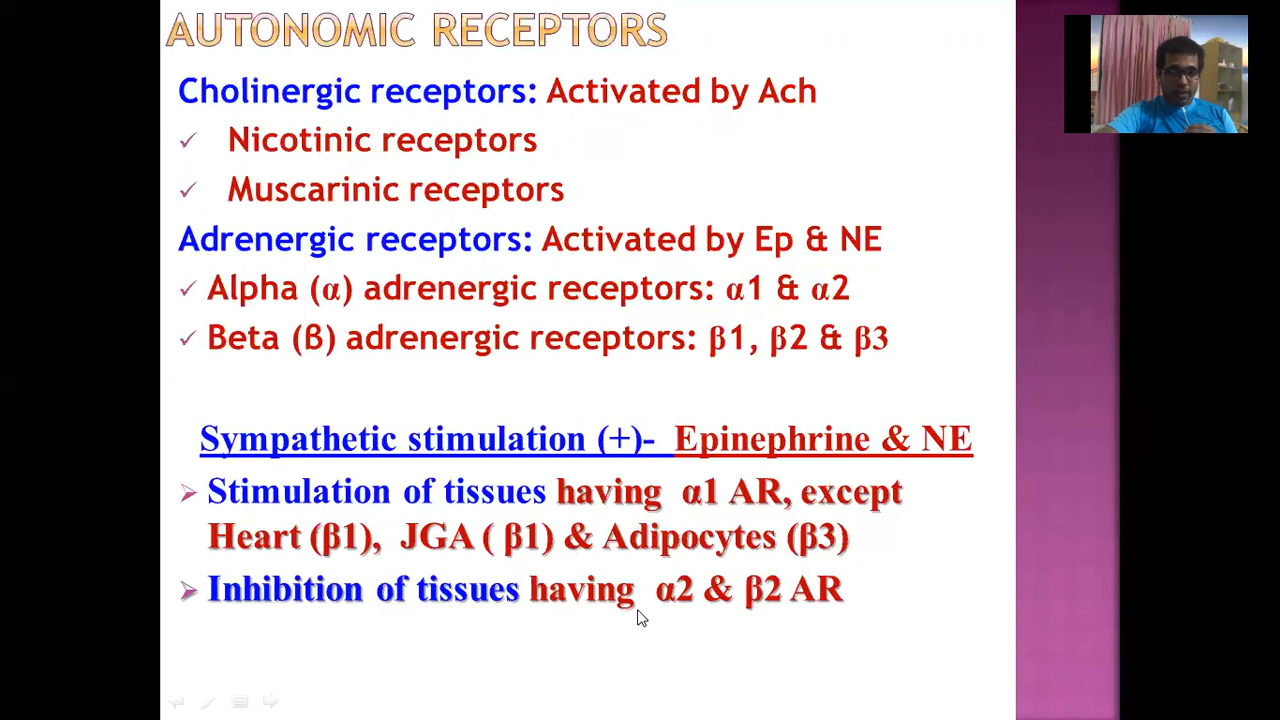 AUTONOMIC RECEPTORS
Cholinergic receptors: Activated by Ach
✓ Nicotinic receptors
✓ Muscarinic receptors
Adrenergic receptors: Activated by Ep & NE
✓ Alpha (α) adrenergic receptors: α1 & α2
✓ Beta (ß) adrenergic receptors: β1, β2 & β3
Sympathetic stimulation (+)- Epinephrine & NE
➢ Stimulation of tissues having α1 AR, except
Heart (β1), JGA ( β1) & Adipocytes (β3)
➢ Inhibition of tissues having α2 & β2 AR